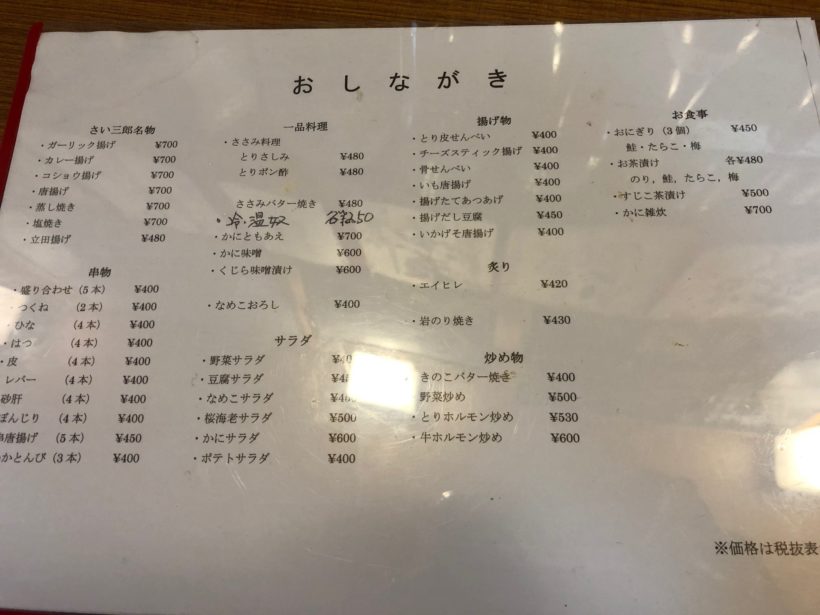 おしながき
さい三郎名物
・ガーリック揚げ ¥700
・カレー揚げ ¥700
・コショウ揚げ ¥700
・唐揚げ ¥700
・蒸し焼き ¥700
・塩焼き ¥700
・立田揚げ ¥480
串物
・盛り合わせ(5本) ¥400
・つくね (2本) ¥400
ひな (4本) ¥400
・はつ (4本) ¥400
・皮 (4本) ¥400
レバー (4本) ¥400
砂肝 (4本) ¥400
ぼんじり (4本) ¥400
唐揚げ (5本) ¥450
かとんび(3本) ¥400
一品料理
・ささみ料理
とりさしみ ¥480
とりポン酢 ¥480
ささみバター焼き ¥480
・冷・温奴
・かにともあえ ¥700
・かに味噌 ¥600
・くじら味噌漬け ¥600
・なめこおろし ¥400
サラダ
・野菜サラダ
・豆腐サラダ
・なめこサラダ
・桜海老サラダ ¥500
・かにサラダ ¥600
・ポテトサラダ ¥400
揚げ物
・とり皮せんべい ¥400
・チーズスティック揚げ ¥400
・骨せんべい ¥400
・いも唐揚げ ¥400
・揚げたてあつあげ ¥400
・揚げだし豆腐 ¥450
・いかげそ唐揚げ ¥400
炙り
・エイヒレ ¥420
・岩のり焼き ¥430
炒め物
・きのこバター焼き ¥400
野菜炒め ¥500
・とりホルモン炒め ¥530
・牛ホルモン炒め ¥600
お食事
・おにぎり(3個) ¥450
鮭・たらこ・梅
・お茶漬け 各¥480
のり，鮭，たらこ，梅
・すじこ茶漬け ¥500
・かに雑炊 ¥700
※価格は税抜表